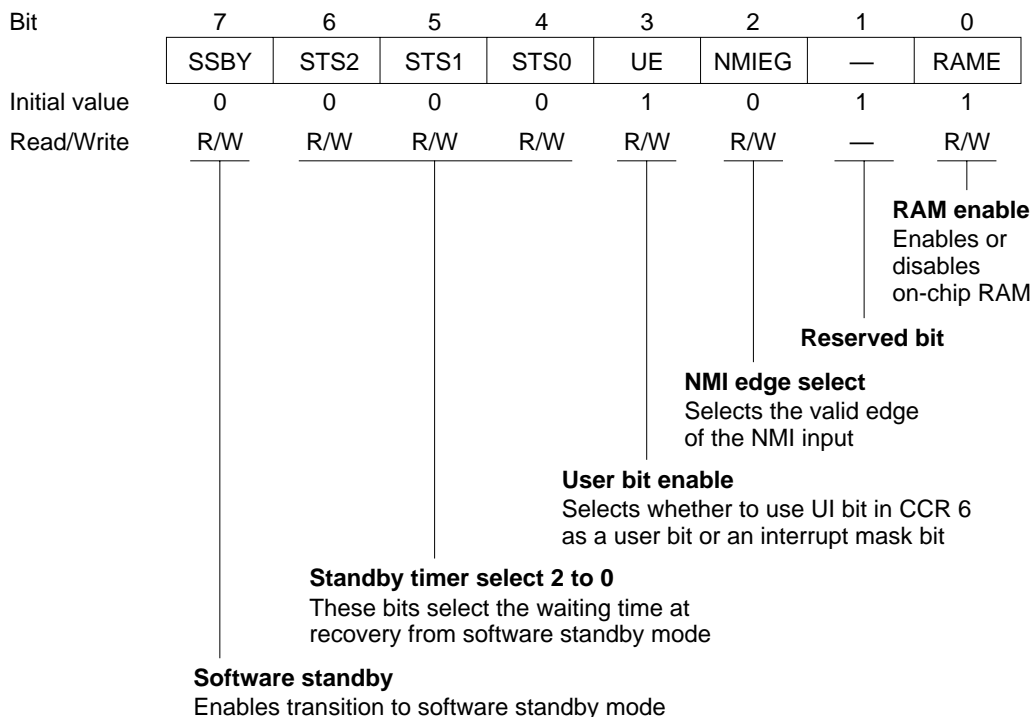 Bit 7 6 5 4 3 2 1 0
SSBY STS2 STS1 STS0 UE NMIEG — RAME
Initial value 0 0 0 0 1 0 1 1
Read/Write R/W R/W R/W R/W R/W R/W — R/W
RAM enable
Enables or
disables
on-chip RAM
Reserved bit
NMI edge select
Selects the valid edge
of the NMI input
User bit enable
Selects whether to use UI bit in CCR 6
as a user bit or an interrupt mask bit
Standby timer select 2 to 0
These bits select the waiting time at
recovery from software standby mode
Software standby
Enables transition to software standby mode